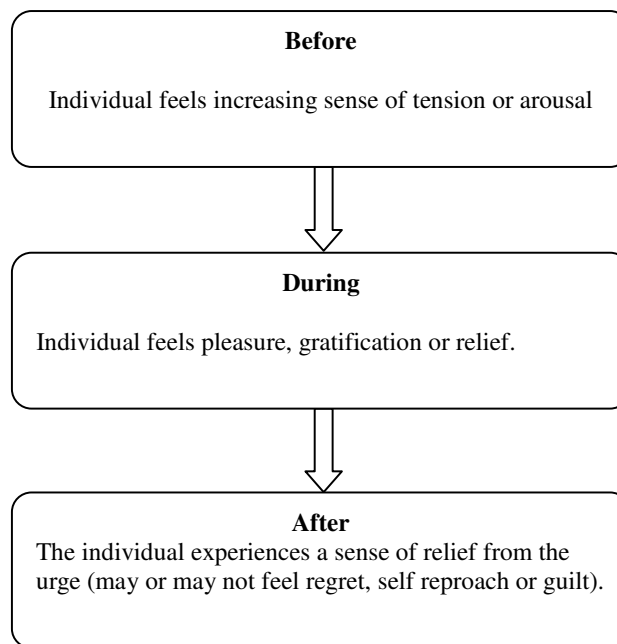 Before
Individual feels increasing sense of tension or arousal
During
Individual feels pleasure, gratification or relief.
After
The individual experiences a sense of relief from the
urge (may or may not feel regret, self reproach or guilt).